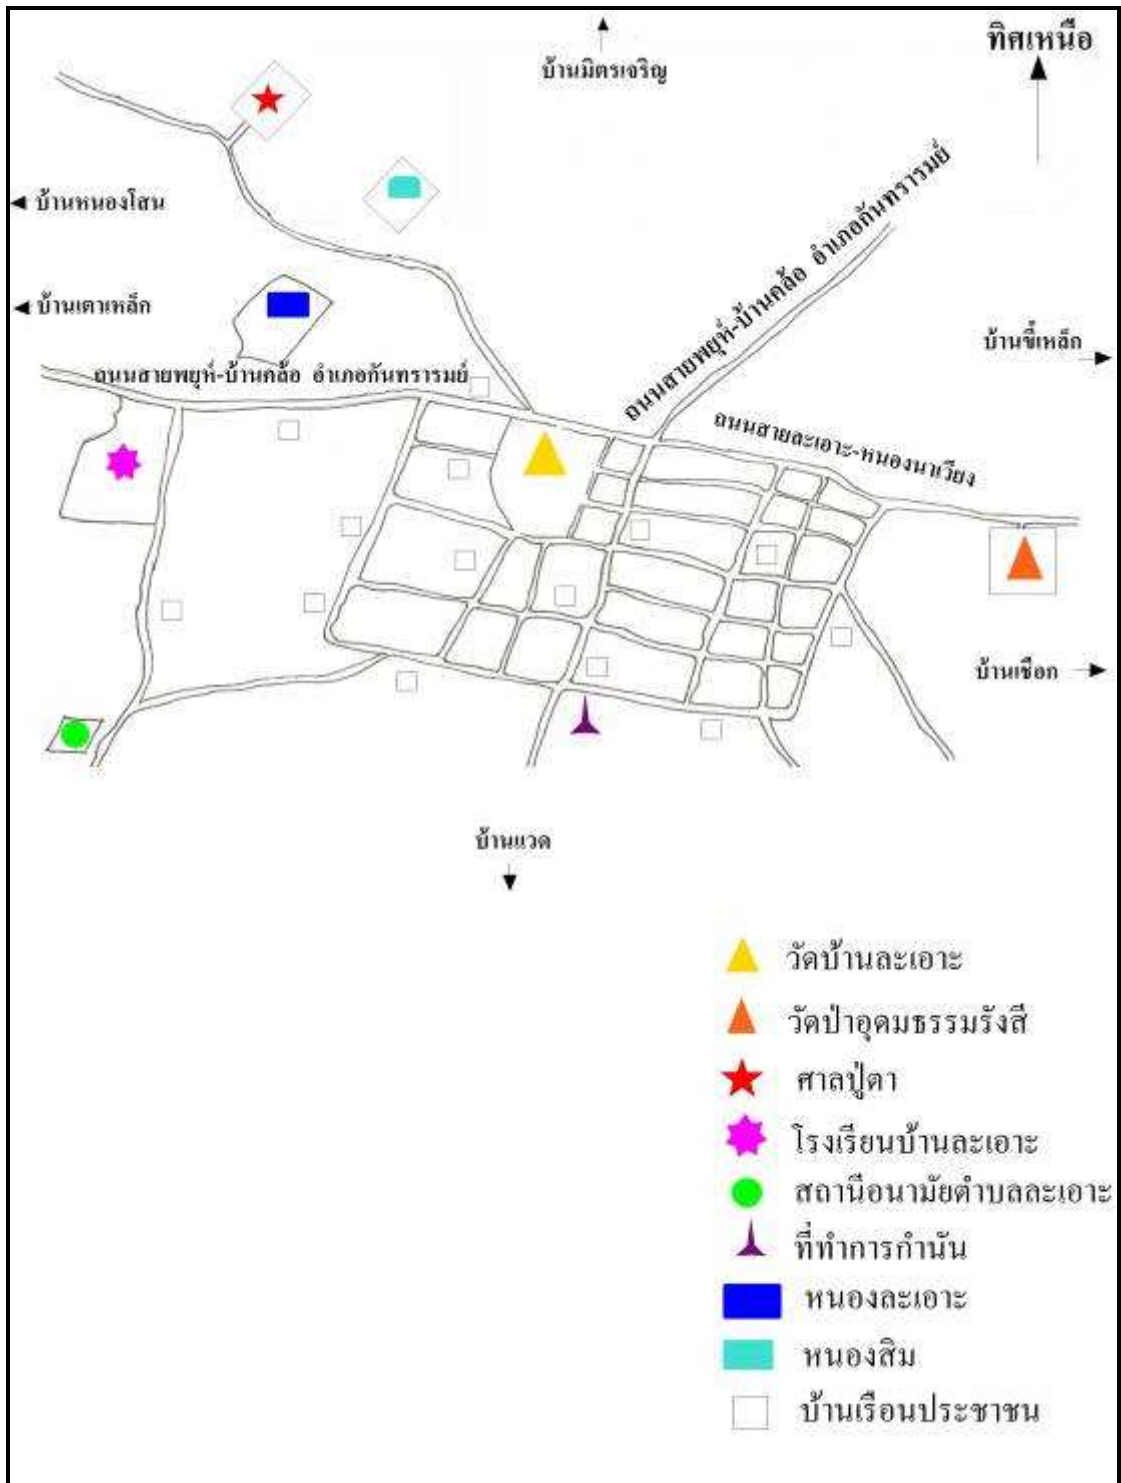 ทิศเหนือ
บ้านมิตรเจริญ
บ้านหนองโสน
บ้านเตาเหล็ก
ถนนสายพยุห์-บ้านคล้อ อำเภอกันทรารมย์
ถนนสายพยุห์-บ้านคล้อ อำเภอกันทรารมย์
บ้านขี้เหล็ก
ถนนสายละเอาะ-หนองนาเวียง
บ้านเชือก
บ้านแวด
วัดบ้านละเอาะ
วัดป่าอุดมธรรมรังสี
ศาลปู่ตา
โรงเรียนบ้านละเอาะ
สถานีอนามัยตำบลละเอาะ
ที่ทำการกำนัน
หนองละเอาะ
หนองสิม
บ้านเรือนประชาชน